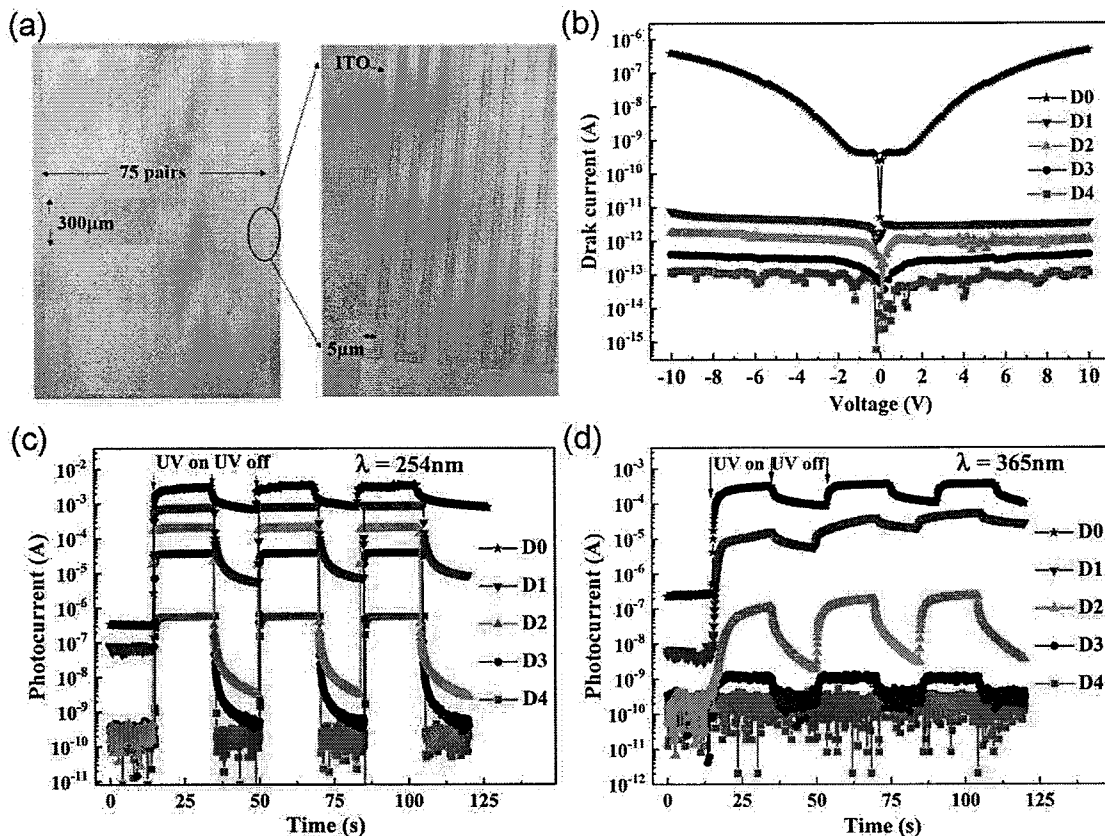 (a)
ITO
75 pairs
300μm
5μm
(b)
Drak current (A)
10-6
10-7
10-8
10-9
10-10
10-11
10-12
10-13
10-14
10-15
D0
D1
D2
D3
D4
-10 -8 -6 -4 -2 0 2 4 6 8 10
Voltage (V)
(c)
Photocurrent (A)
10-2
10-3
10-4
10-5
10-6
10-7
10-8
10-9
10-10
10-11
UV on UV off
λ = 254nm
D0
D1
D2
D3
D4
0 25 50 75 100 125
Time (s)
(d)
Photocurrent (A)
10-3
10-4
10-5
10-6
10-7
10-8
10-9
10-10
10-11
10-12
UV on UV off
λ = 365nm
D0
D1
D2
D3
D4
0 25 50 75 100 125
Time (s)